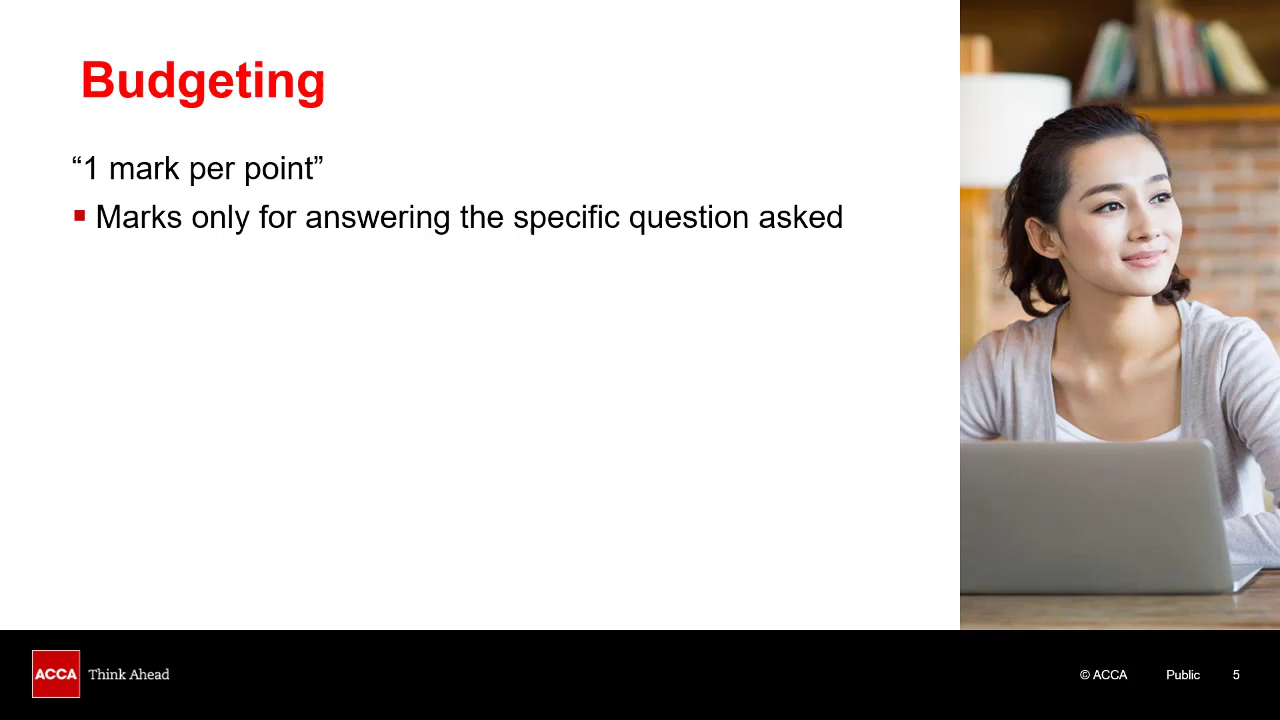 Budgeting
“1 mark per point”
Marks only for answering the specific question asked
ACCA Think Ahead
© ACCA Public 5